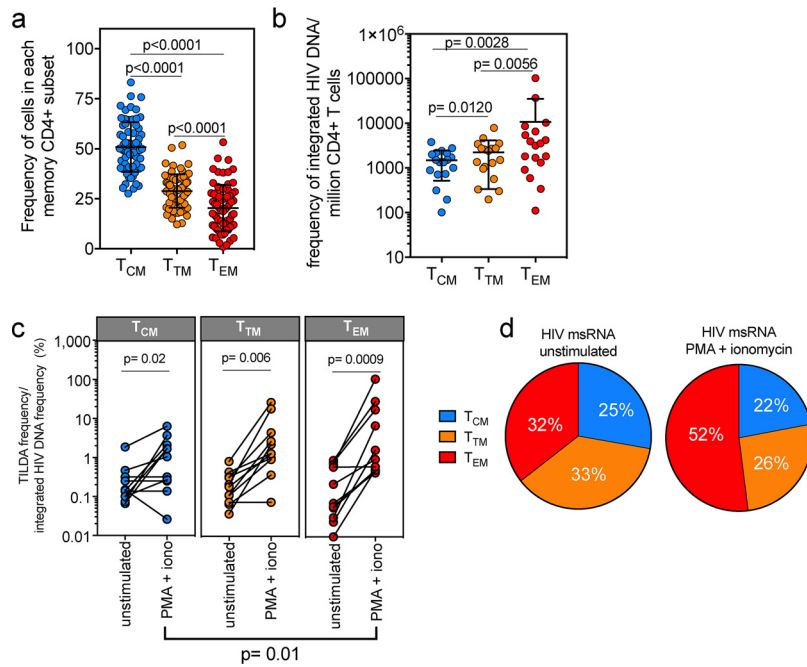 a
Frequency of cells in each
memory CD4+ subset
100
75
50
25
0
p<0.0001
p<0.0001
p<0.0001
TCM
TTM
TEM
b
frequency of integrated HIV DNA/
million CD4+ T cells
1×10⁶
100000
10000
1000
100
10
p= 0.0028
p= 0.0056
p= 0.0120
TCM
TTM
TEM
c
TILDA frequency/
integrated HIV DNA frequency (%)
TCM
TTM
TEM
1,000
100
10
1
0.1
0.01
p= 0.02
p= 0.006
p= 0.0009
unstimulated
PMA + iono
unstimulated
PMA + iono
unstimulated
PMA + iono
p= 0.01
d
HIV msRNA
unstimulated
HIV msRNA
PMA + ionomycin
TCM
TTM
TEM
32%
25%
33%
52%
22%
26%